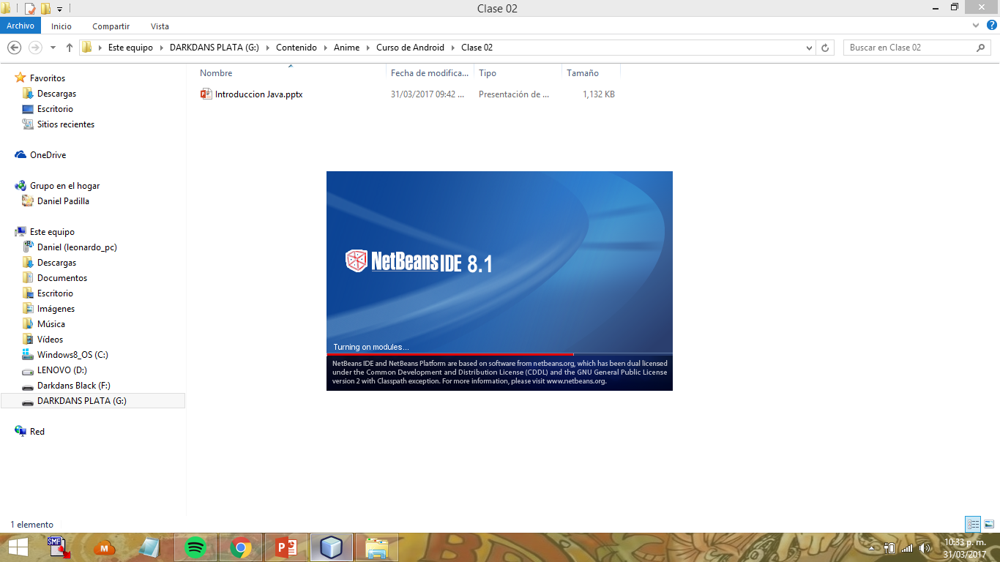 Clase 02
Archivo Inicio Compartir Vista
Este equipo DARKDANS PLATA (G:) Contenido Anime Curso de Android Clase 02
Buscar en Clase 02
Nombre Fecha de modifica... Tipo Tamaño
Introduccion Java.pptx 31/03/2017 09:42 ... Presentación de ... 1,132 KB
Favoritos
Descargas
Escritorio
Sitios recientes
OneDrive
Grupo en el hogar
Daniel Padilla
Este equipo
Daniel (leonardo_pc)
Descargas
Documentos
Escritorio
Imágenes
Música
Vídeos
Windows8_OS (C:)
LENOVO (D:)
Darkdans Black (F:)
DARKDANS PLATA (G:)
Red
NetBeans IDE 8.1
Turning on modules...
NetBeans IDE and NetBeans Platform are based on software from netbeans.org, which has been dual licensed
under the Common Development and Distribution License (CDDL) and the GNU General Public License
version 2 with Classpath exception. For more information, please visit www.netbeans.org.
1 elemento
SMF
10:33 p. m.
31/03/2017